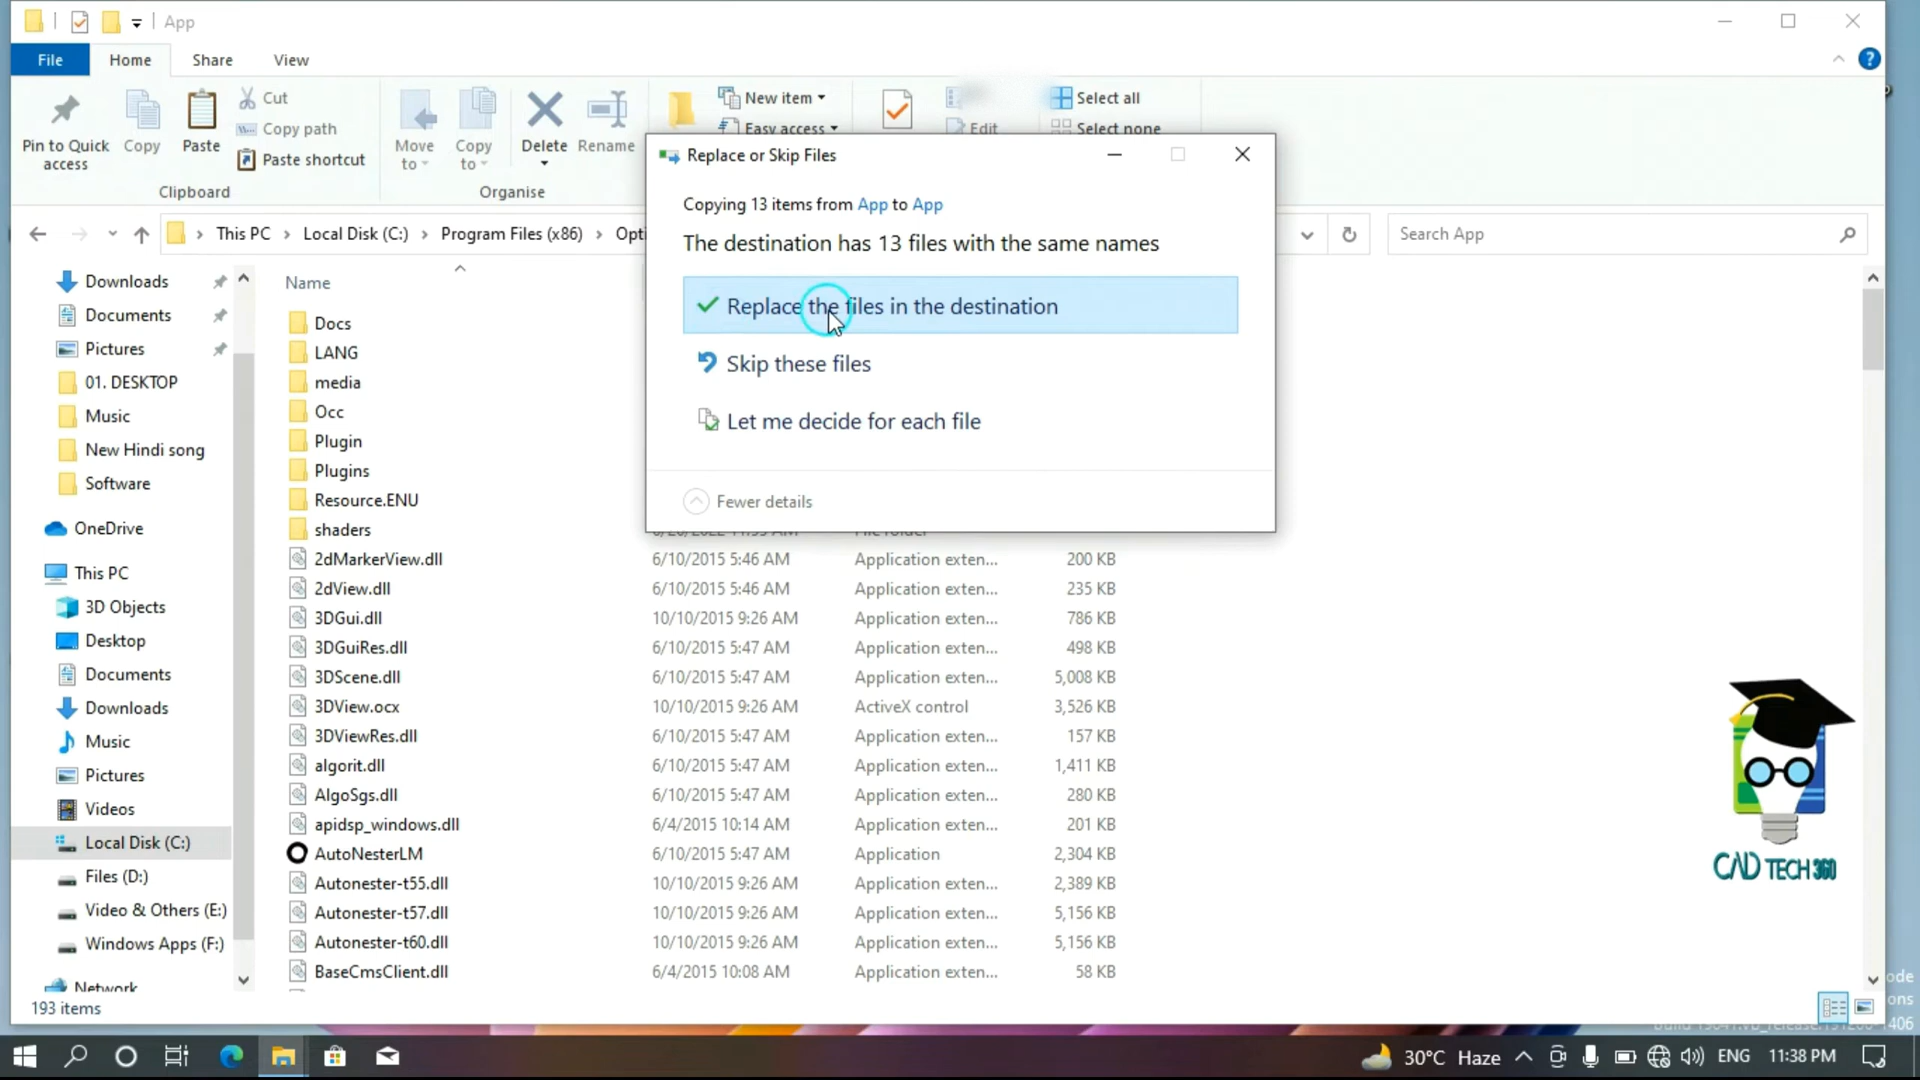 App
File
Home
Share
View
Pin to Quick access
Copy
Paste
Cut
Copy path
Paste shortcut
Clipboard
Move to
Copy to
Delete
Rename
Organise
New item
Easy access
Edit
Select all
Select none
This PC
Local Disk (C:)
Program Files (x86)
Opti
Search App
Replace or Skip Files
Copying 13 items from App to App
The destination has 13 files with the same names
Replace the files in the destination
Skip these files
Let me decide for each file
Fewer details
Downloads
Documents
Pictures
01. DESKTOP
Music
New Hindi song
Software
OneDrive
This PC
3D Objects
Desktop
Documents
Downloads
Music
Pictures
Videos
Local Disk (C:)
Files (D:)
Video & Others (E:)
Windows Apps (F:)
Network
Name
Docs
LANG
media
Occ
Plugin
Plugins
Resource.ENU
shaders
2dMarkerView.dll 6/10/2015 5:46 AM Application exten... 200 KB
2dView.dll 6/10/2015 5:46 AM Application exten... 235 KB
3DGui.dll 10/10/2015 9:26 AM Application exten... 786 KB
3DGuiRes.dll 6/10/2015 5:47 AM Application exten... 498 KB
3DScene.dll 6/10/2015 5:47 AM Application exten... 5,008 KB
3DView.ocx 10/10/2015 9:26 AM ActiveX control 3,526 KB
3DViewRes.dll 6/10/2015 5:47 AM Application exten... 157 KB
algorit.dll 6/10/2015 5:47 AM Application exten... 1,411 KB
AlgoSgs.dll 6/10/2015 5:47 AM Application exten... 280 KB
apidsp_windows.dll 6/4/2015 10:14 AM Application exten... 201 KB
AutoNesterLM 6/10/2015 5:47 AM Application 2,304 KB
Autonester-t55.dll 10/10/2015 9:26 AM Application exten... 2,389 KB
Autonester-t57.dll 10/10/2015 9:26 AM Application exten... 5,156 KB
Autonester-t60.dll 10/10/2015 9:26 AM Application exten... 5,156 KB
BaseCmsClient.dll 6/4/2015 10:08 AM Application exten... 58 KB
193 items
CAD TECH 360
ode
ons
1406
30°C Haze
ENG
11:38 PM